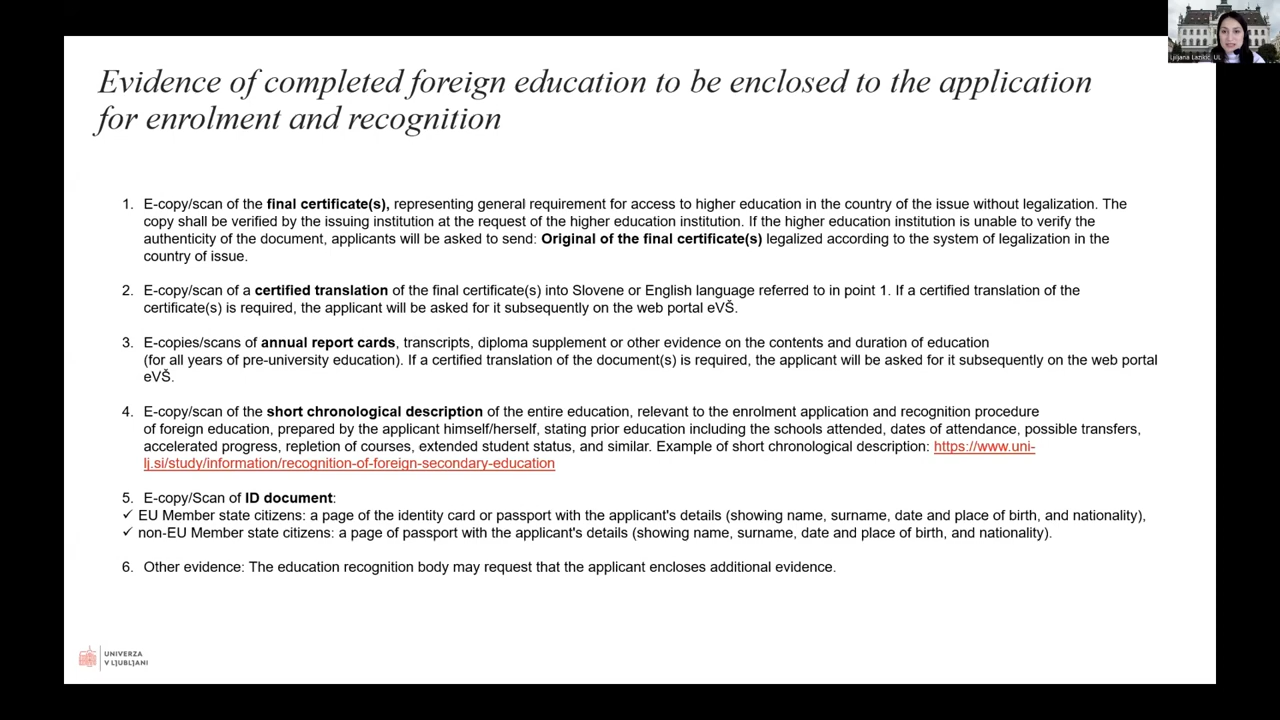 Evidence of completed foreign education to be enclosed to the application
for enrolment and recognition
1. E-copy/scan of the final certificate(s), representing general requirement for access to higher education in the country of the issue without legalization. The
copy shall be verified by the issuing institution at the request of the higher education institution. If the higher education institution is unable to verify the
authenticity of the document, applicants will be asked to send: Original of the final certificate(s) legalized according to the system of legalization in the
country of issue.
2. E-copy/scan of a certified translation of the final certificate(s) into Slovene or English language referred to in point 1. If a certified translation of the
certificate(s) is required, the applicant will be asked for it subsequently on the web portal eVŠ.
3. E-copies/scans of annual report cards, transcripts, diploma supplement or other evidence on the contents and duration of education
(for all years of pre-university education). If a certified translation of the document(s) is required, the applicant will be asked for it subsequently on the web portal
eVŠ.
4. E-copy/scan of the short chronological description of the entire education, relevant to the enrolment application and recognition procedure
of foreign education, prepared by the applicant himself/herself, stating prior education including the schools attended, dates of attendance, possible transfers,
accelerated progress, repletion of courses, extended student status, and similar. Example of short chronological description: https://www.uni-
lj.si/study/information/recognition-of-foreign-secondary-education
5. E-copy/Scan of ID document:
✓ EU Member state citizens: a page of the identity card or passport with the applicant's details (showing name, surname, date and place of birth, and nationality),
✓ non-EU Member state citizens: a page of passport with the applicant's details (showing name, surname, date and place of birth, and nationality).
6. Other evidence: The education recognition body may request that the applicant encloses additional evidence.
UNIVERZA
V LJUBLJANI